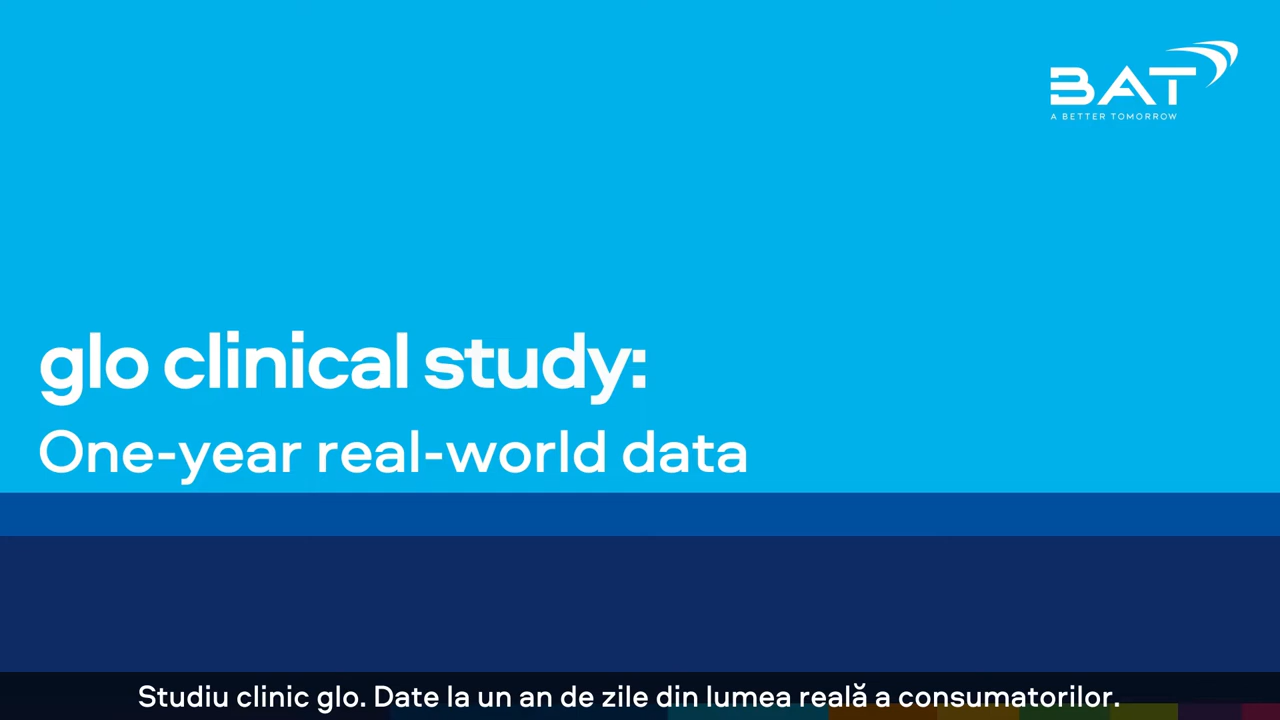 BAT
A BETTER TOMORROW
glo clinical study:
One-year real-world data
Studiu clinic glo. Date la un an de zile din lumea reală a consumatorilor.